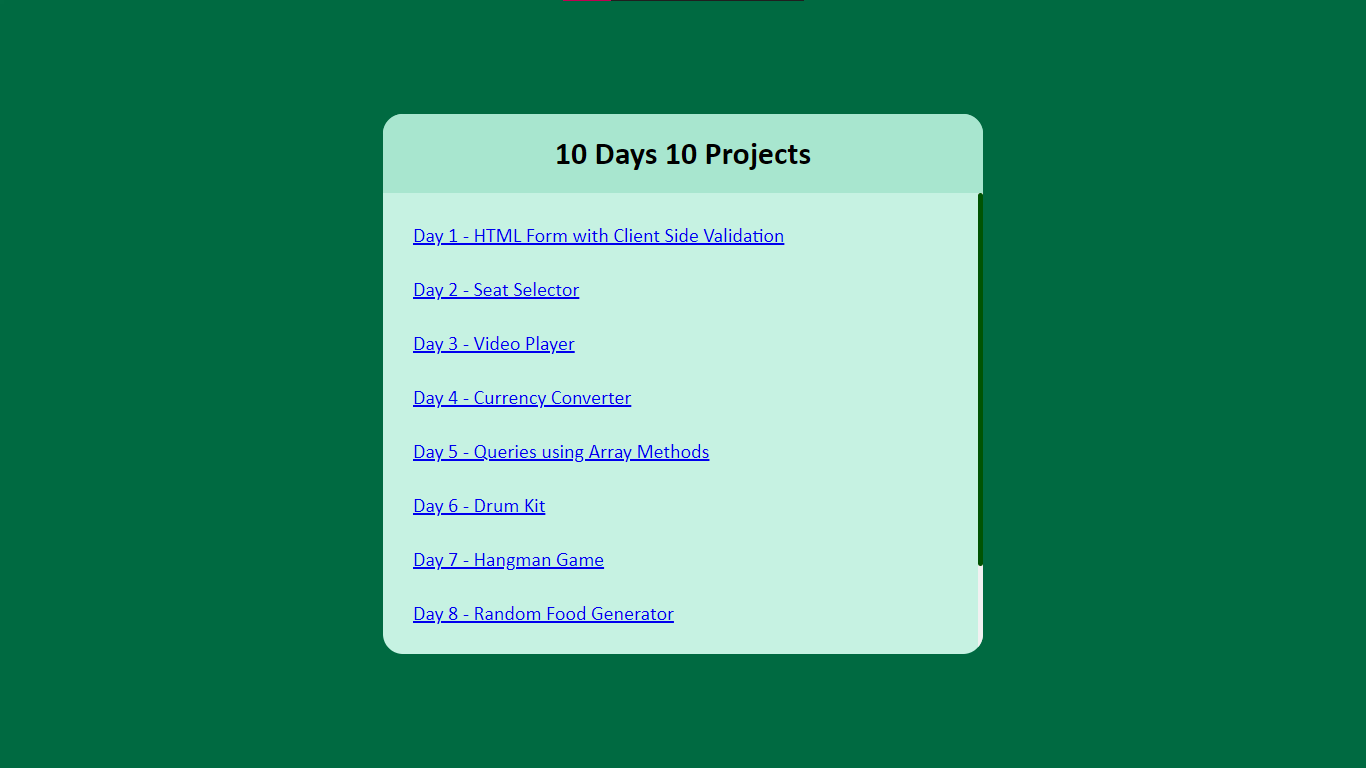 10 Days 10 Projects
Day 1 - HTML Form with Client Side Validation
Day 2 - Seat Selector
Day 3 - Video Player
Day 4 - Currency Converter
Day 5 - Queries using Array Methods
Day 6 - Drum Kit
Day 7 - Hangman Game
Day 8 - Random Food Generator